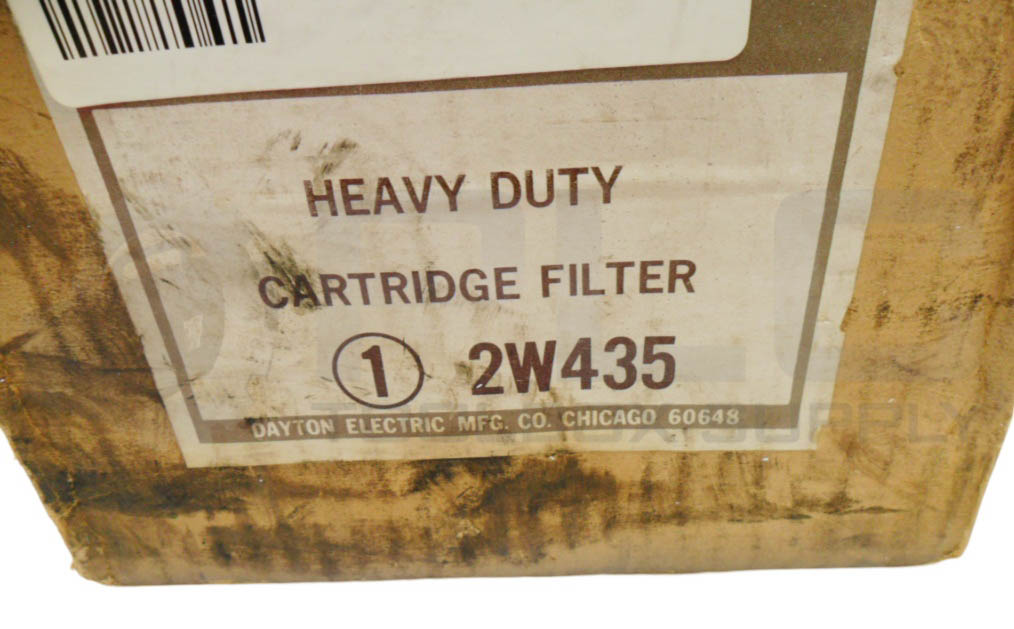 HEAVY DUTY
CARTRIDGE FILTER
1 2W435
DAYTON ELECTRIC MFG. CO. CHICAGO 60648